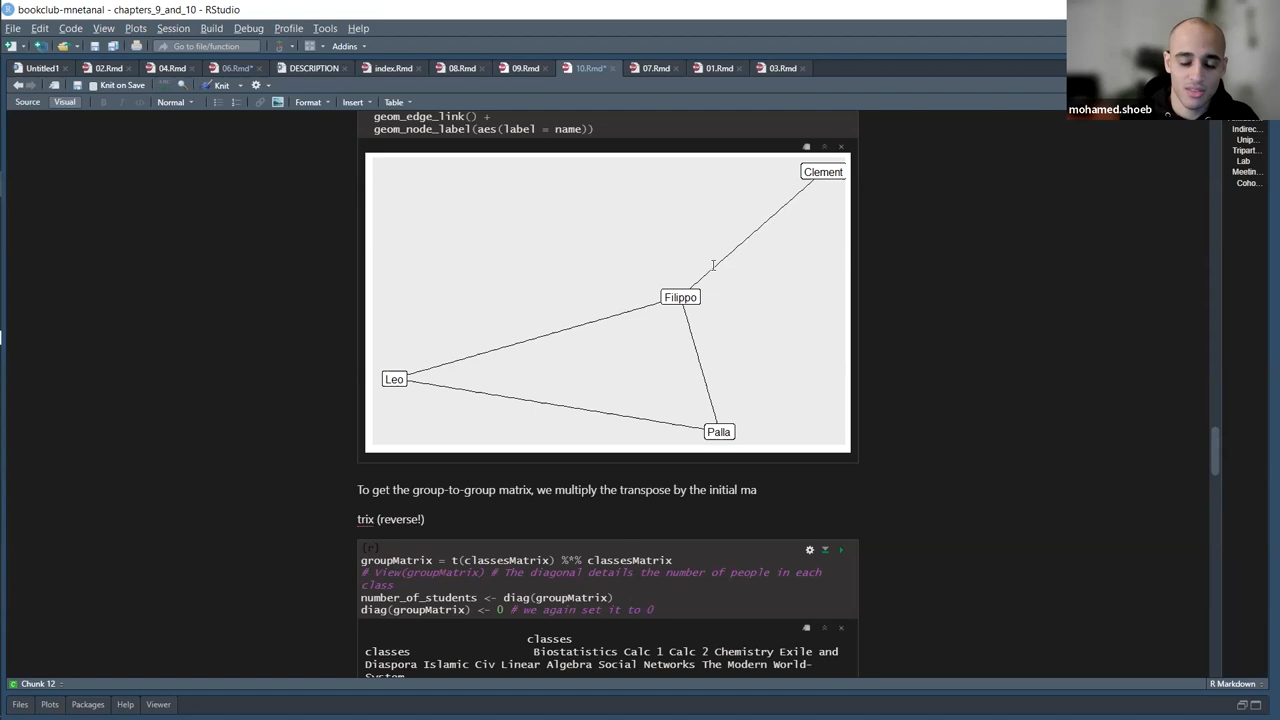 bookclub-mnetanal - chapters_9_and_10 - RStudio
File Edit Code View Plots Session Build Debug Profile Tools Help
Go to file/function Addins
Untitled1 02.Rmd 04.Rmd 06.Rmd* DESCRIPTION index.Rmd 08.Rmd 09.Rmd 10.Rmd* 07.Rmd 01.Rmd 03.Rmd
Knit on Save Knit
Source Visual Normal Format Insert Table
mohamed.shoeb
geom_edge_link() +
geom_node_label(aes(label = name))
Indirec...
Unip...
Tripart...
Lab
Meetin...
Coho...
Clement
Filippo
Leo
Palla
To get the group-to-group matrix, we multiply the transpose by the initial ma
trix (reverse!)
{r}
groupMatrix = t(classesMatrix) %*% classesMatrix
# View(groupMatrix) # The diagonal details the number of people in each
class
number_of_students <- diag(groupMatrix)
diag(groupMatrix) <- 0 # we again set it to 0
classes
classes Biostatistics Calc 1 Calc 2 Chemistry Exile and
Diaspora Islamic Civ Linear Algebra Social Networks The Modern World-
System
Chunk 12 R Markdown
Files Plots Packages Help Viewer